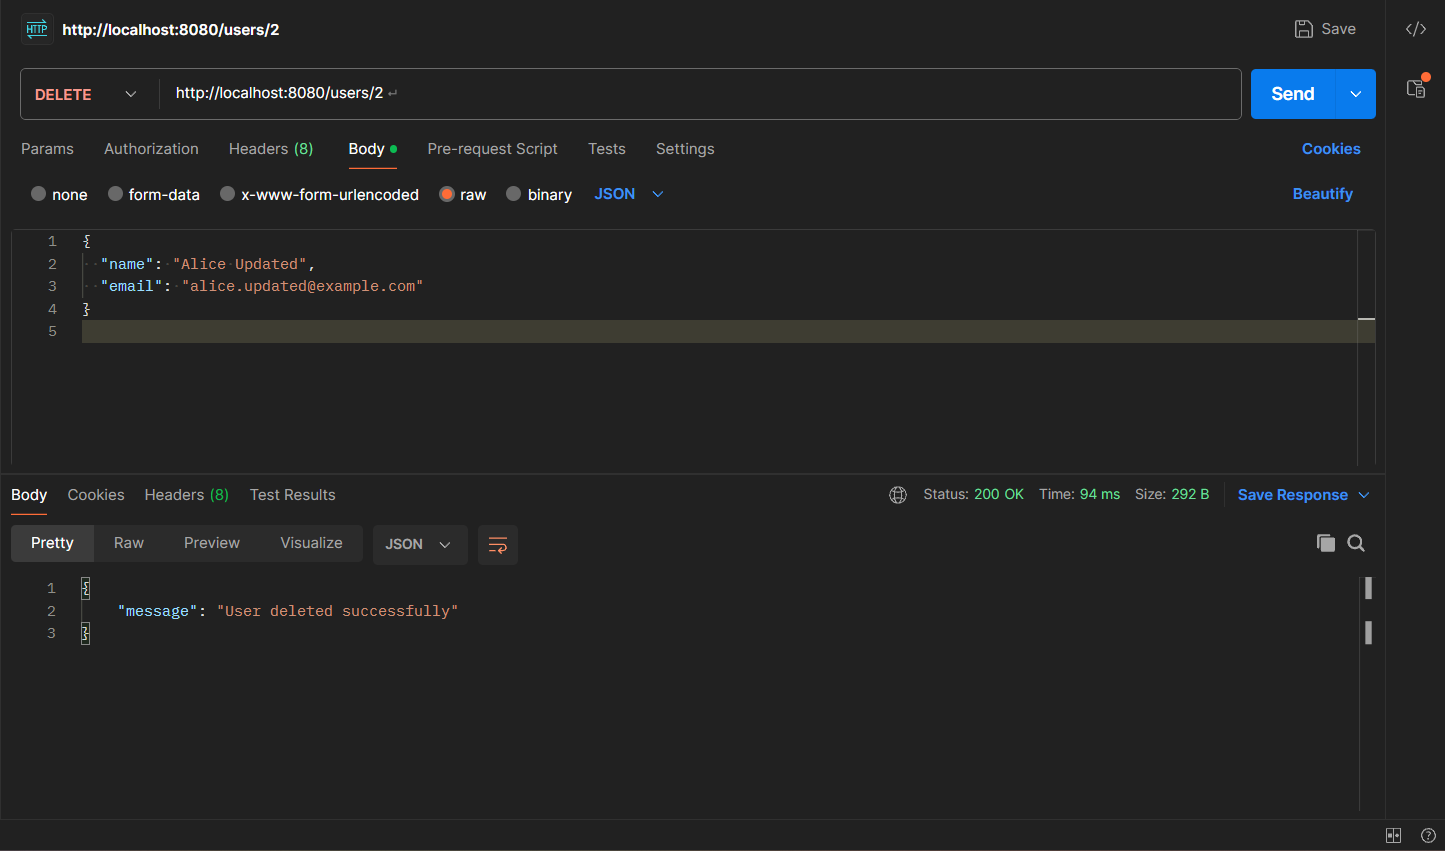 HTTP http://localhost:8080/users/2 Save </>
DELETE http://localhost:8080/users/2 ↵ Send
Params Authorization Headers (8) Body Pre-request Script Tests Settings Cookies
none form-data x-www-form-urlencoded raw binary JSON Beautify
1 {
2 "name": "Alice Updated",
3 "email": "alice.updated@example.com"
4 }
5
Body Cookies Headers (8) Test Results Status: 200 OK Time: 94 ms Size: 292 B Save Response
Pretty Raw Preview Visualize JSON
1 {
2 "message": "User deleted successfully"
3 }